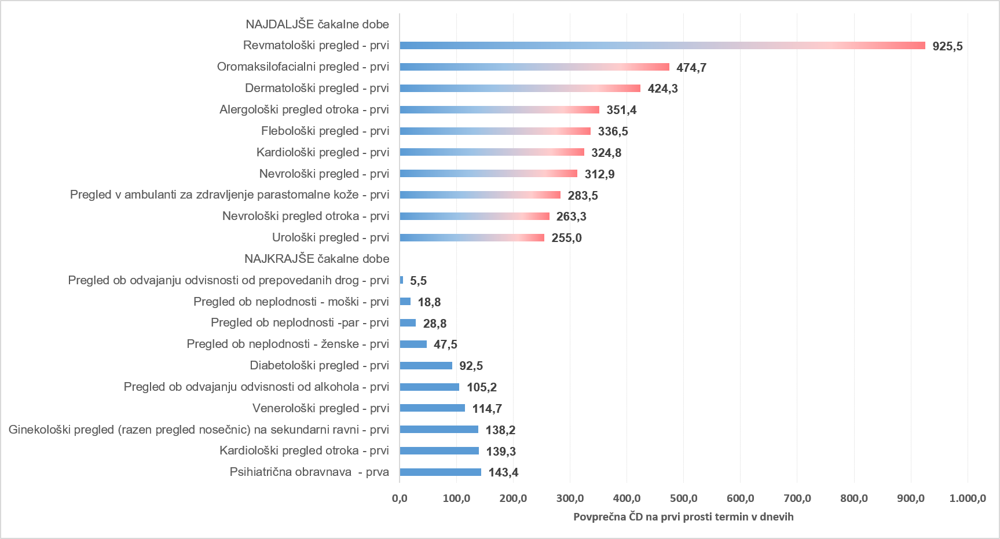 NAJDALJŠE čakalne dobe
Revmatološki pregled - prvi 925,5
Oromaksilofacialni pregled - prvi 474,7
Dermatološki pregled - prvi 424,3
Alergološki pregled otroka - prvi 351,4
Flebološki pregled - prvi 336,5
Kardiološki pregled - prvi 324,8
Nevrološki pregled - prvi 312,9
Pregled v ambulanti za zdravljenje parastomalne kože - prvi 283,5
Nevrološki pregled otroka - prvi 263,3
Urološki pregled - prvi 255,0
NAJKRAJŠE čakalne dobe
Pregled ob odvajanju odvisnosti od prepovedanih drog - prvi 5,5
Pregled ob neplodnosti - moški - prvi 18,8
Pregled ob neplodnosti -par - prvi 28,8
Pregled ob neplodnosti - ženske - prvi 47,5
Diabetološki pregled - prvi 92,5
Pregled ob odvajanju odvisnosti od alkohola - prvi 105,2
Venerološki pregled - prvi 114,7
Ginekološki pregled (razen pregled nosečnic) na sekundarni ravni - prvi 138,2
Kardiološki pregled otroka - prvi 139,3
Psihiatrična obravnava  - prva 143,4
0,0 100,0 200,0 300,0 400,0 500,0 600,0 700,0 800,0 900,0 1.000,0
Povprečna ČD na prvi prosti termin v dnevih